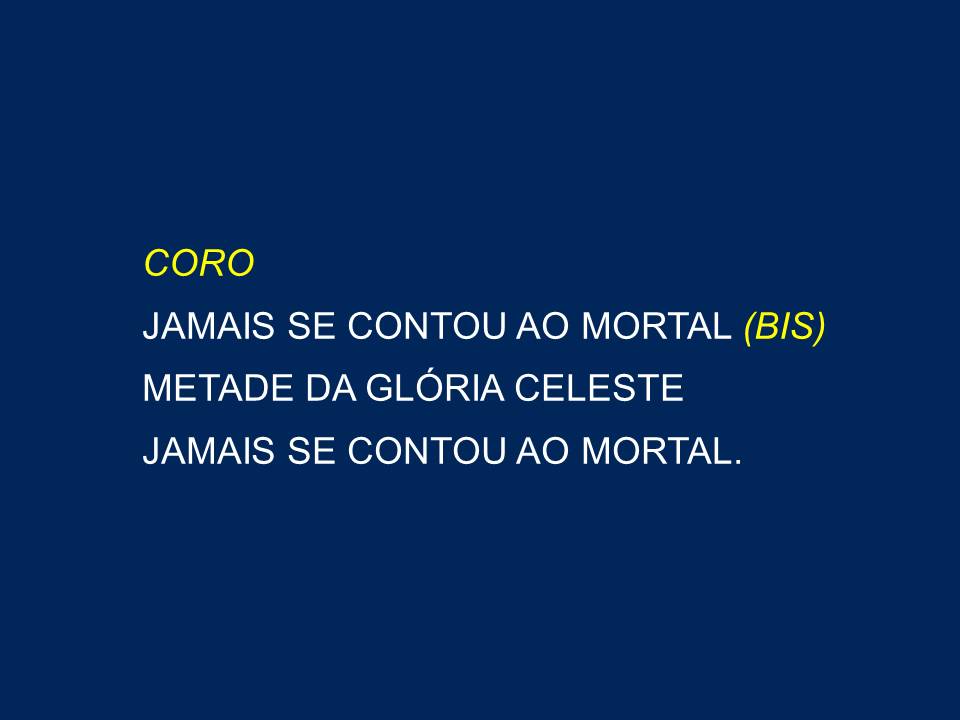 CORO
JAMAIS SE CONTOU AO MORTAL (BIS)
METADE DA GLÓRIA CELESTE
JAMAIS SE CONTOU AO MORTAL.